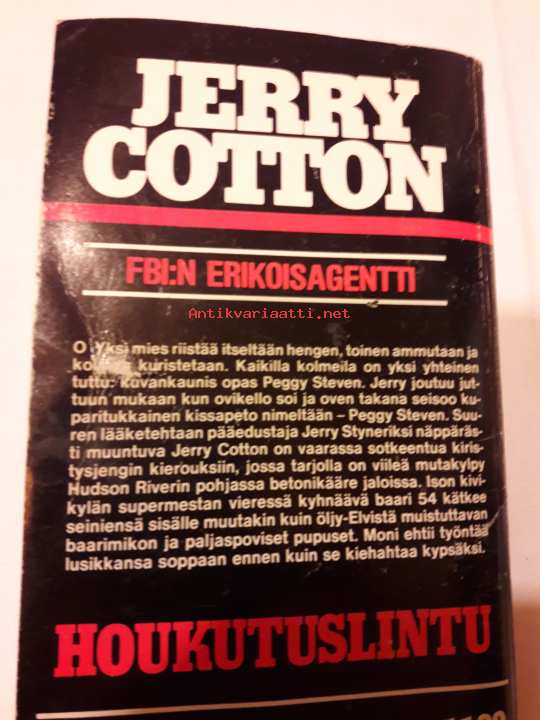 JERRY
COTTON
FBI:N ERIKOISAGENTTI
Antikvariaatti.net
O Yksi mies riistää itseltään hengen, toinen ammutaan ja
kuristetaan. Kaikilla kolmella on yksi yhteinen
tuttu: kuvankaunis opas Peggy Steven. Jerry joutuu jut-
tuun mukaan kun ovikello soi ja oven takana seisoo ku-
paritukkainen kissapeto nimeltään – Peggy Steven. Suu-
ren lääketehtaan pääedustaja Jerry Styneriksi näppäräs-
ti muuntuva Jerry Cotton on vaarassa sotkeentua kiris-
tysjengin kierouksiin, jossa tarjolla on viileä mutakylpy
Hudson Riverin pohjassa betonikääre jaloissa. Ison kivi-
kylän supermestan vieressä kyhnäävä baari 54 kätkee
seiniensä sisälle muutakin kuin öljy-Elvistä muistuttavan
baarimikon ja paljaspoviset pupuset. Moni ehtii työntää
lusikkansa soppaan ennen kuin se kiehahtaa kypsäksi.
HOUKUTUSLINTU